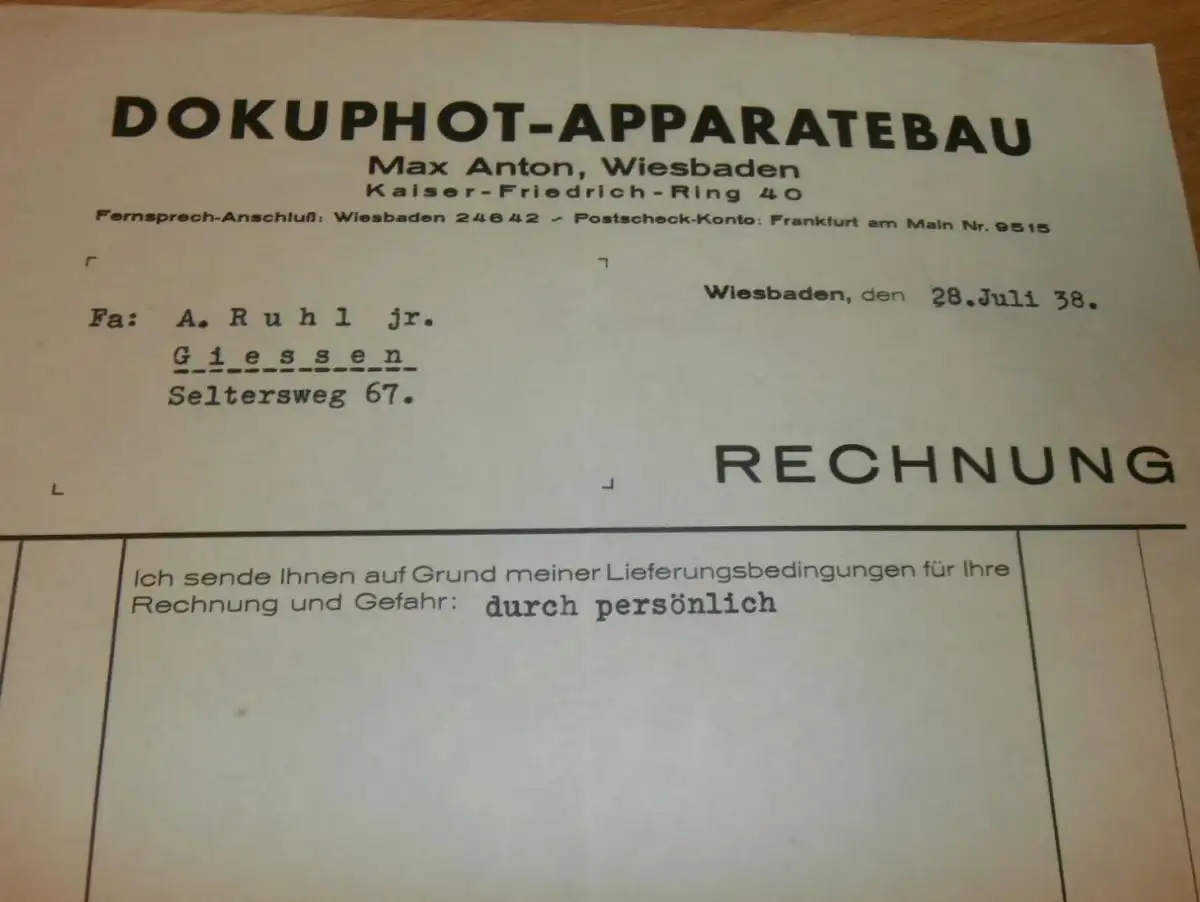 DOKUPHOT-APPARATEBAU
Max Anton, Wiesbaden
Kaiser-Friedrich-Ring 40
Fernsprech-Anschluß: Wiesbaden 24642 – Postscheck-Konto: Frankfurt am Main Nr. 9515
Wiesbaden, den 28.Juli 38.
Fa: A. Ruhl jr.
Giessen
Seltersweg 67.
RECHNUNG
Ich sende Ihnen auf Grund meiner Lieferungsbedingungen für Ihre
Rechnung und Gefahr: durch persönlich